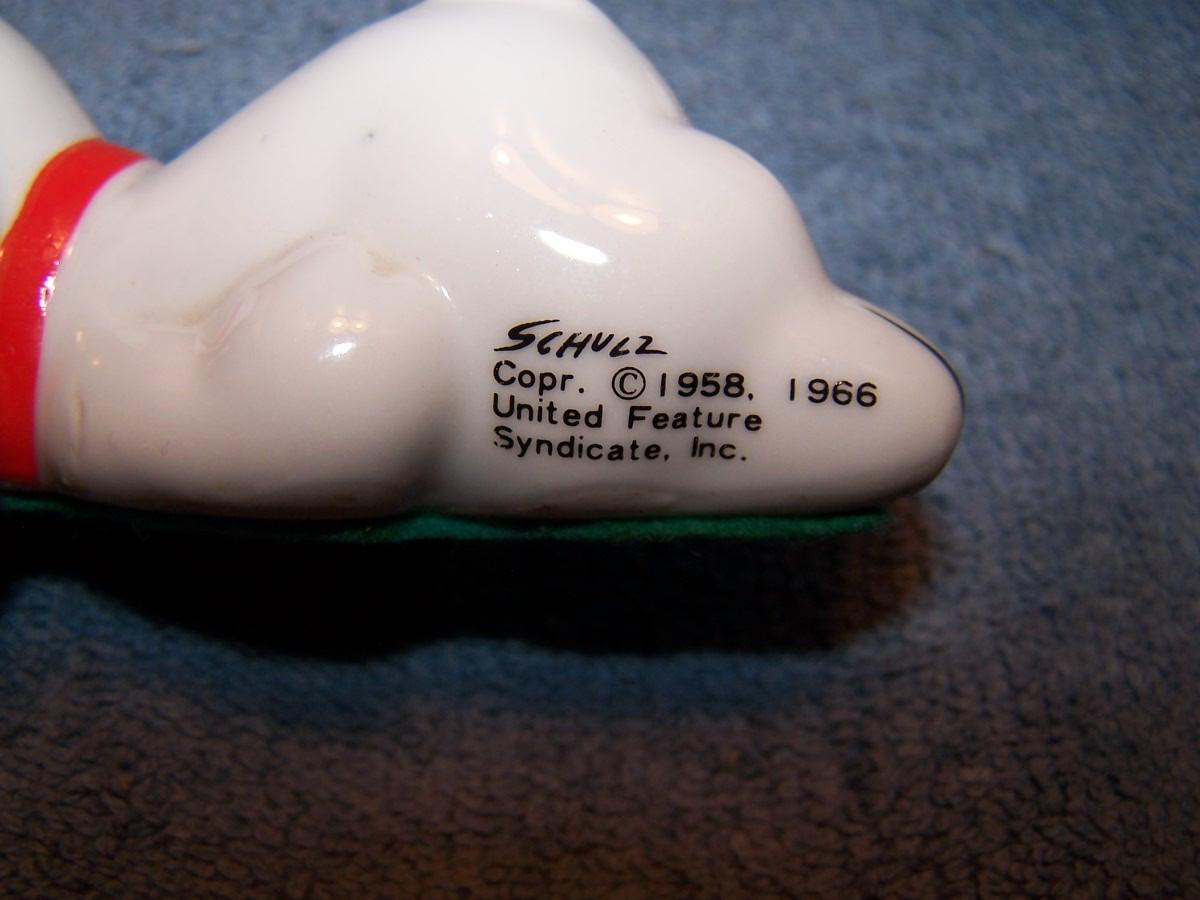 SCHULZ
Copr. ©1958, 1966
United Feature
Syndicate, Inc.